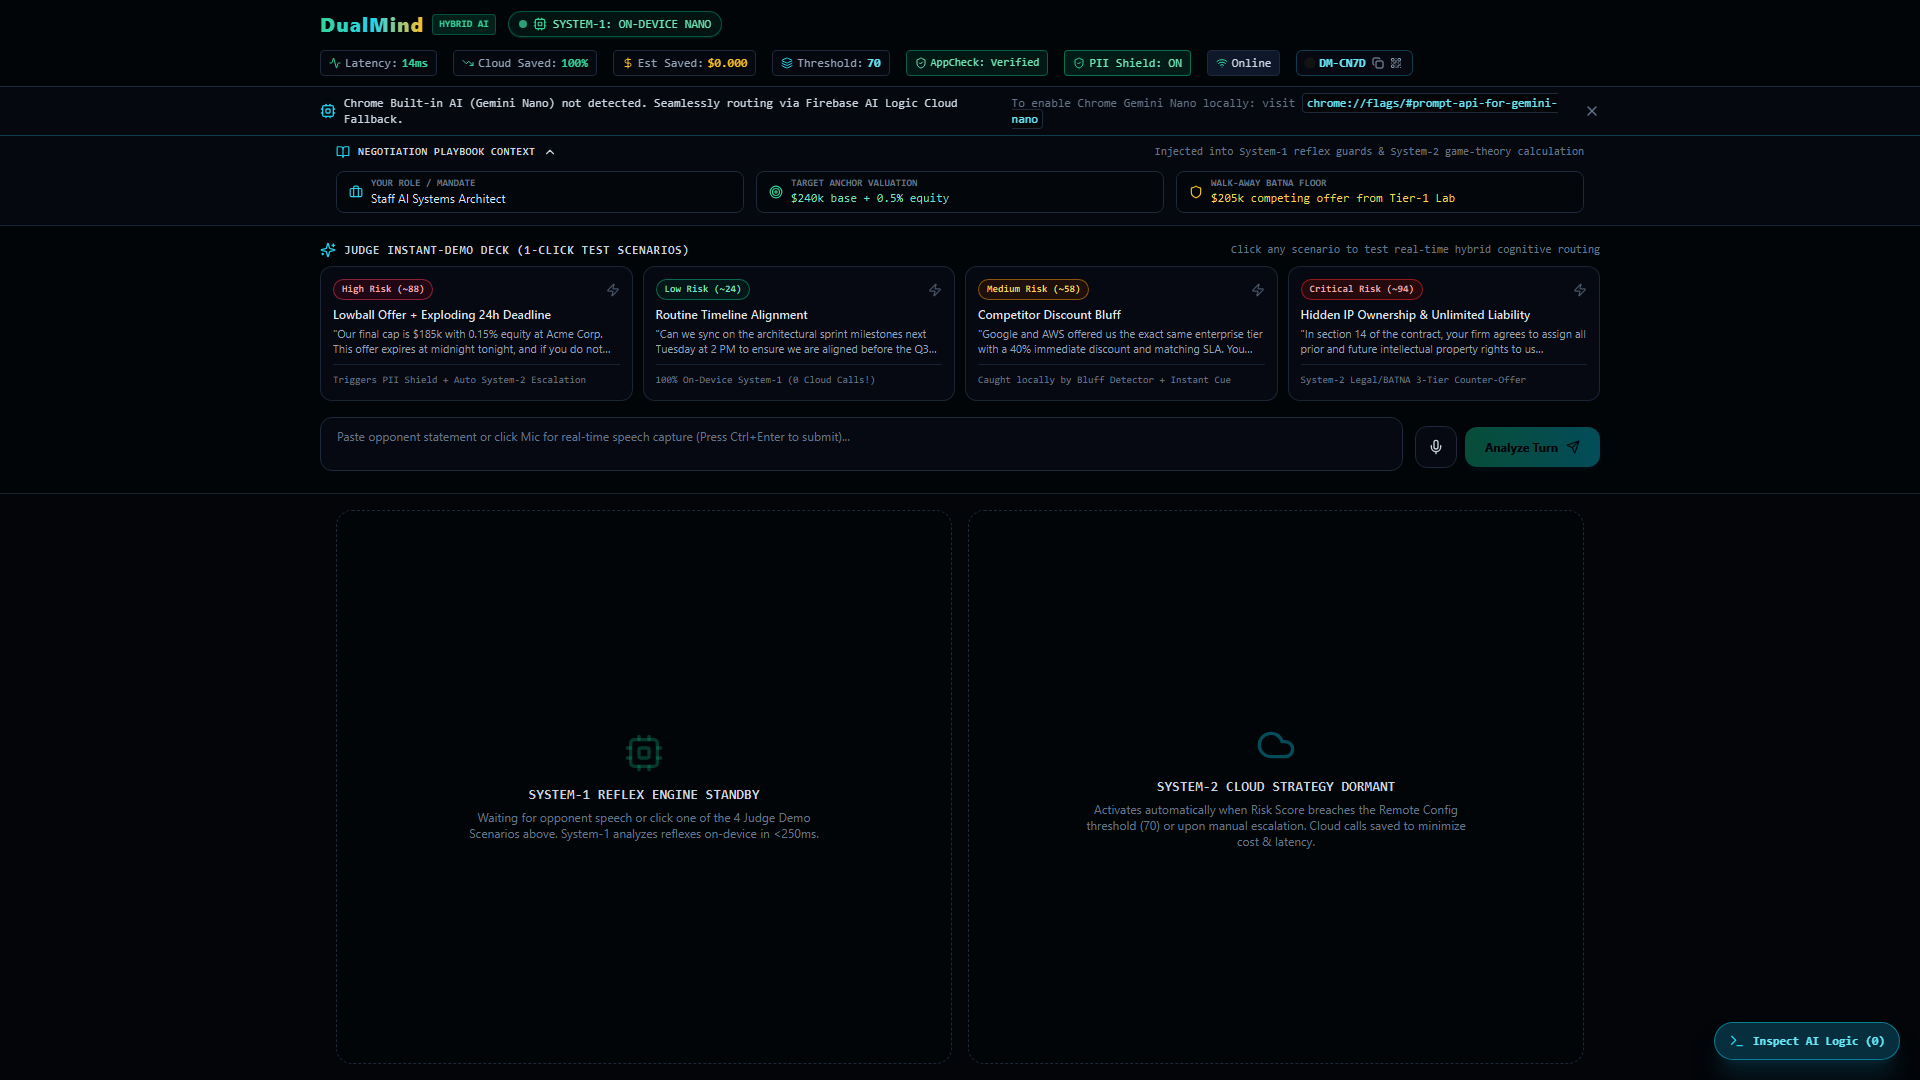 DualMind HYBRID AI SYSTEM-1: ON-DEVICE NANO
Latency: 14ms Cloud Saved: 100% Est Saved: $0.000 Threshold: 70 AppCheck: Verified PII Shield: ON Online DM-CN7D
Chrome Built-in AI (Gemini Nano) not detected. Seamlessly routing via Firebase AI Logic Cloud
Fallback.
To enable Chrome Gemini Nano locally: visit chrome://flags/#prompt-api-for-gemini-
nano
NEGOTIATION PLAYBOOK CONTEXT
Injected into System-1 reflex guards & System-2 game-theory calculation
YOUR ROLE / MANDATE
Staff AI Systems Architect
TARGET ANCHOR VALUATION
$240k base + 0.5% equity
WALK-AWAY BATNA FLOOR
$205k competing offer from Tier-1 Lab
JUDGE INSTANT-DEMO DECK (1-CLICK TEST SCENARIOS)
Click any scenario to test real-time hybrid cognitive routing
High Risk (~88)
Lowball Offer + Exploding 24h Deadline
"Our final cap is $185k with 0.15% equity at Acme Corp.
This offer expires at midnight tonight, and if you do not...
Triggers PII Shield + Auto System-2 Escalation
Low Risk (~24)
Routine Timeline Alignment
"Can we sync on the architectural sprint milestones next
Tuesday at 2 PM to ensure we are aligned before the Q3...
100% On-Device System-1 (0 Cloud Calls!)
Medium Risk (~58)
Competitor Discount Bluff
"Google and AWS offered us the exact same enterprise tier
with a 40% immediate discount and matching SLA. You...
Caught locally by Bluff Detector + Instant Cue
Critical Risk (~94)
Hidden IP Ownership & Unlimited Liability
"In section 14 of the contract, your firm agrees to assign all
prior and future intellectual property rights to us...
System-2 Legal/BATNA 3-Tier Counter-Offer
Paste opponent statement or click Mic for real-time speech capture (Press Ctrl+Enter to submit)...
Analyze Turn
SYSTEM-1 REFLEX ENGINE STANDBY
Waiting for opponent speech or click one of the 4 Judge Demo
Scenarios above. System-1 analyzes reflexes on-device in <250ms.
SYSTEM-2 CLOUD STRATEGY DORMANT
Activates automatically when Risk Score breaches the Remote Config
threshold (70) or upon manual escalation. Cloud calls saved to minimize
cost & latency.
Inspect AI Logic (0)